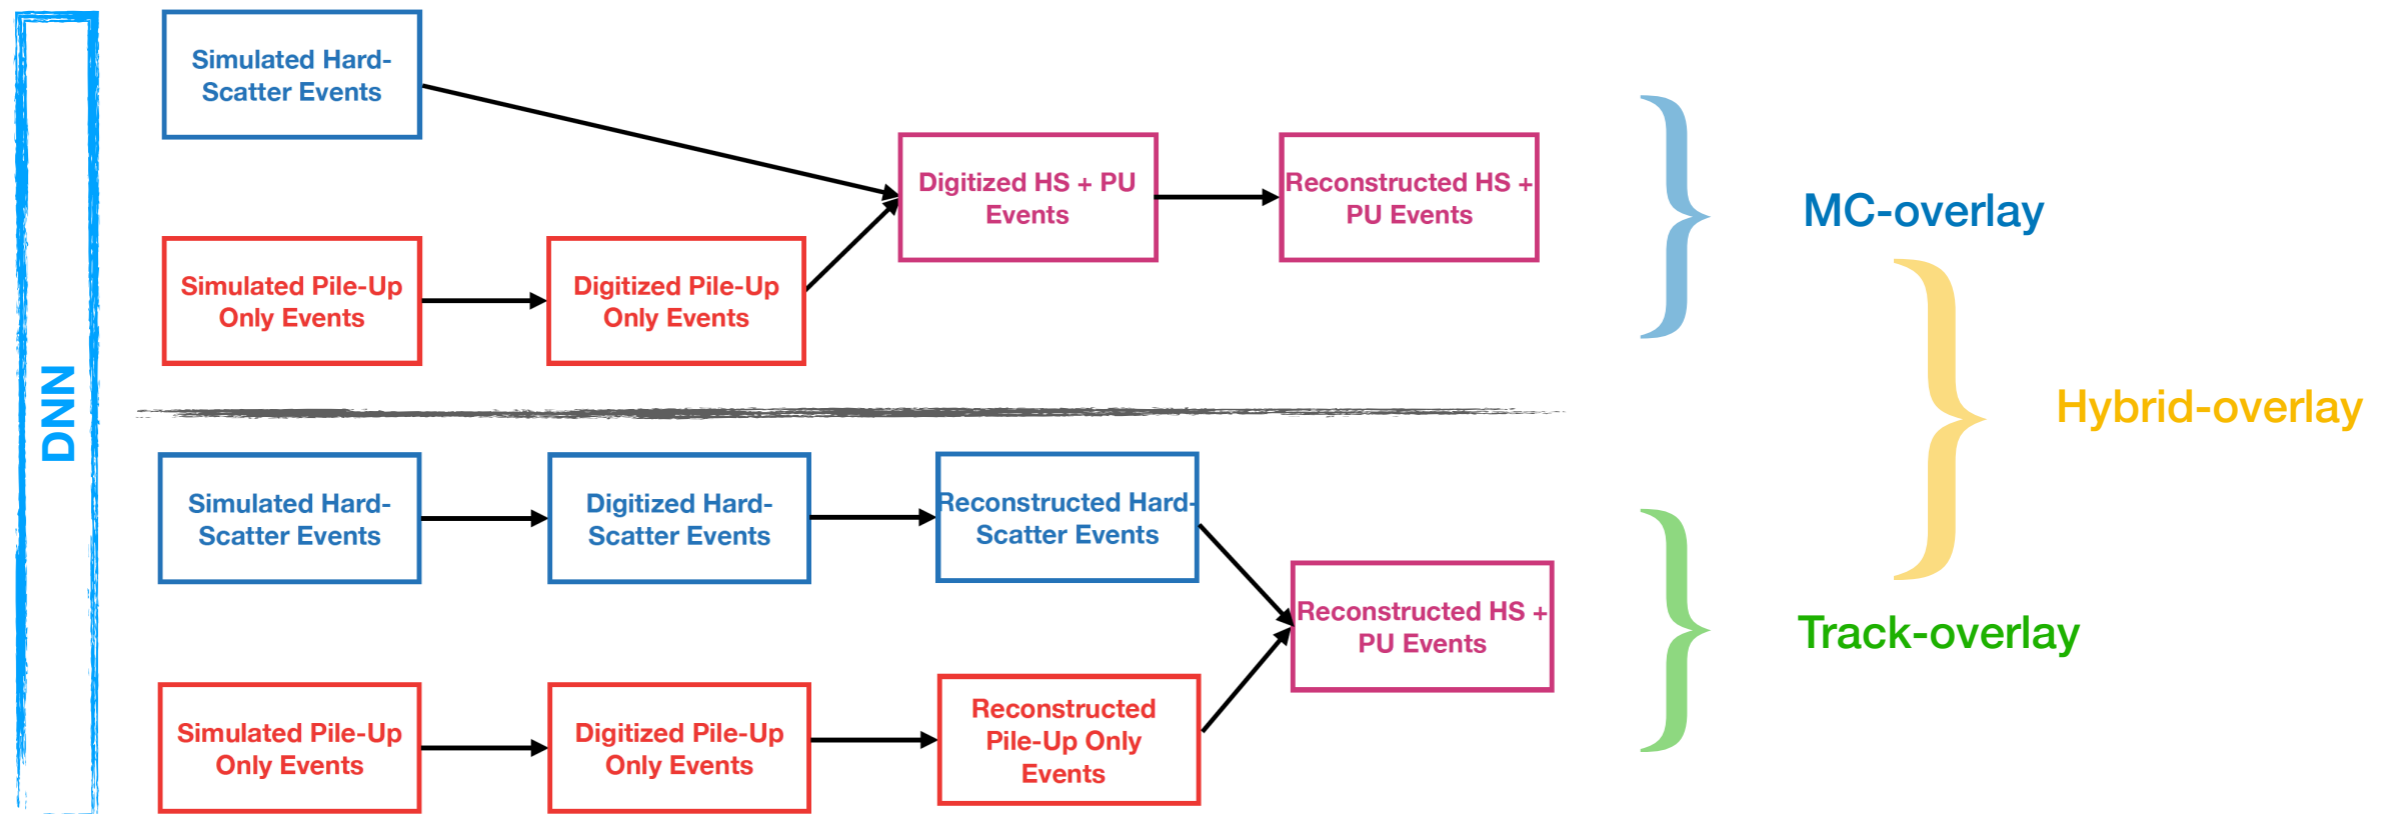 DNN
Simulated Hard-
Scatter Events
Simulated Pile-Up
Only Events
Digitized Pile-Up
Only Events
Digitized HS + PU
Events
Reconstructed HS +
PU Events
MC-overlay
Hybrid-overlay
Simulated Hard-
Scatter Events
Digitized Hard-
Scatter Events
Reconstructed Hard-
Scatter Events
Simulated Pile-Up
Only Events
Digitized Pile-Up
Only Events
Reconstructed
Pile-Up Only
Events
Reconstructed HS +
PU Events
Track-overlay